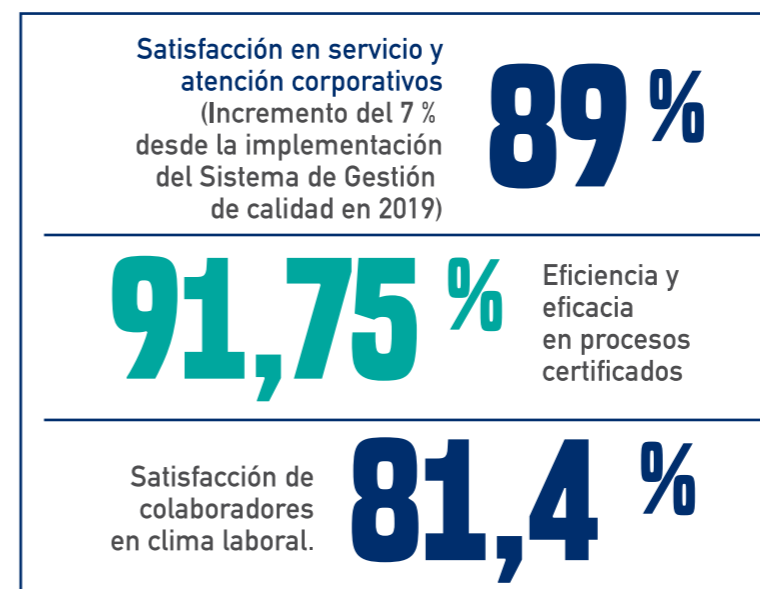 Satisfacción en servicio y
atención corporativos
(Incremento del 7 %
desde la implementación
del Sistema de Gestión
de calidad en 2019)
89 %
91,75 %
Eficiencia y
eficacia
en procesos
certificados
Satisfacción de
colaboradores
en clima laboral.
81,4 %